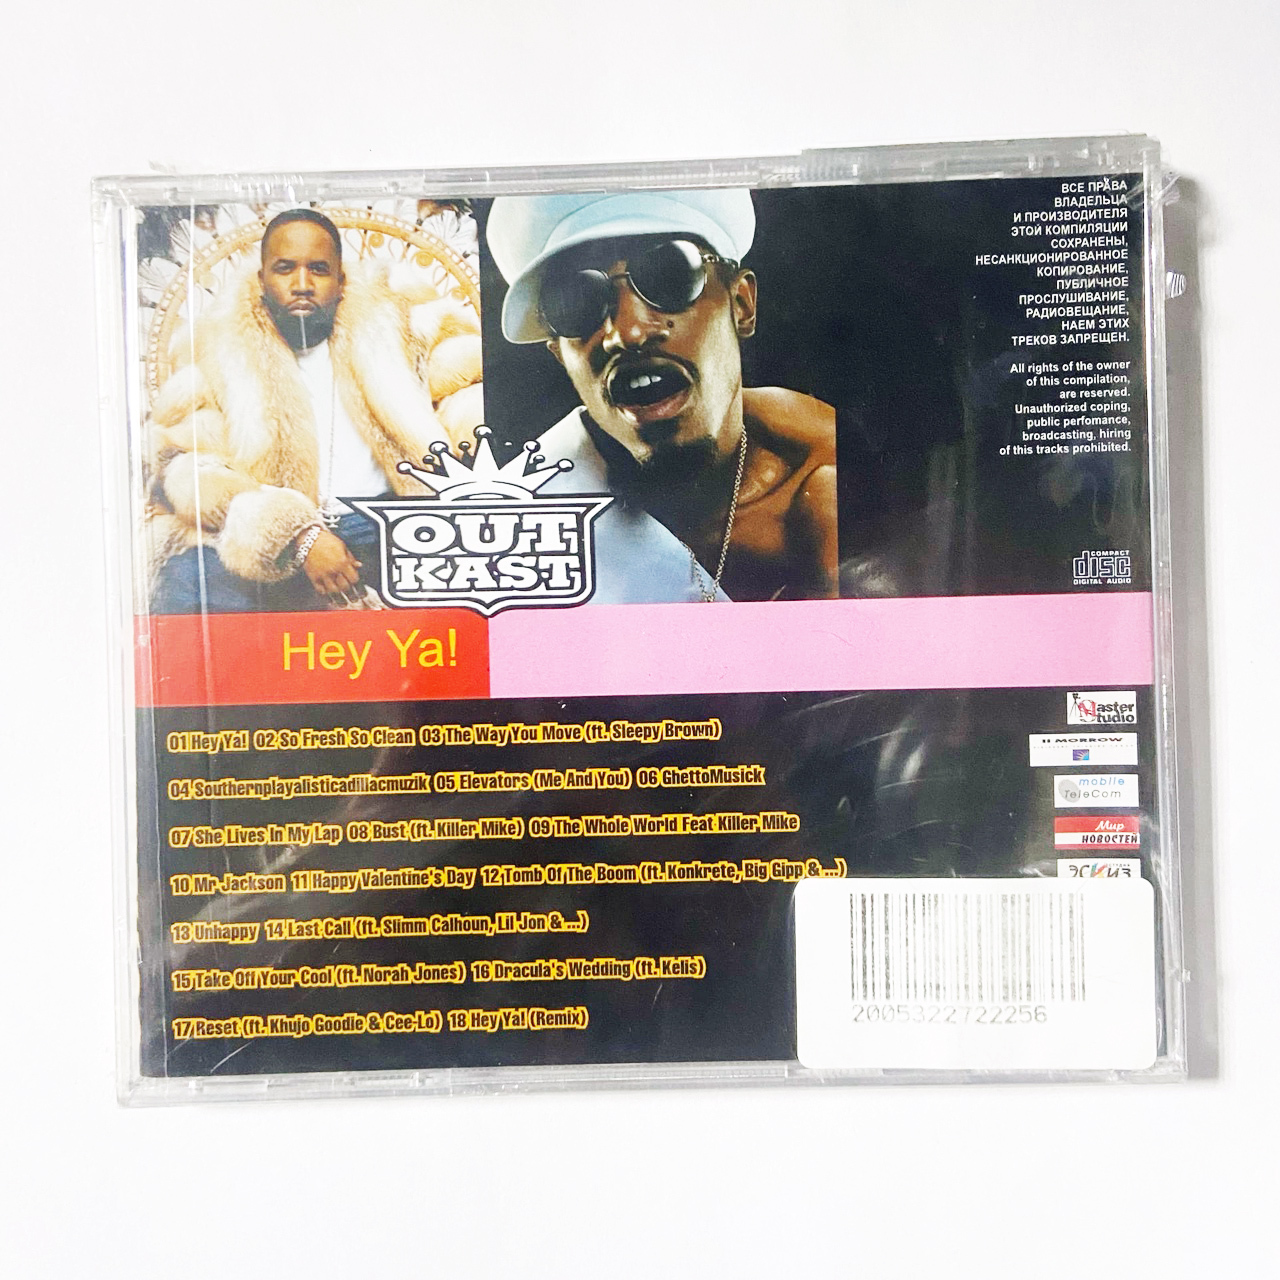 ВСЕ ПРАВА
ВЛАДЕЛЬЦА
И ПРОИЗВОДИТЕЛЯ
ЭТОЙ КОМПИЛЯЦИИ
СОХРАНЕНЫ,
НЕСАНКЦИОНИРОВАННОЕ
КОПИРОВАНИЕ,
ПУБЛИЧНОЕ
ПРОСЛУШИВАНИЕ,
РАДИОВЕЩАНИЕ,
НАЕМ ЭТИХ
ТРЕКОВ ЗАПРЕЩЕН.
All rights of the owner
of this compilation,
are reserved.
Unauthorized coping,
public perfomance,
broadcasting, hiring
of this tracks prohibited.
OUT
KAST
COMPACT
disc
DIGITAL AUDIO
Hey Ya!
01 Hey Ya! 02 So Fresh So Clean 03 The Way You Move (ft. Sleepy Brown)
04 Southernplayalisticadillacmuzik 05 Elevators (Me And You) 06 GhettoMusick
07 She Lives In My Lap 08 Bust (ft. Killer Mike) 09 The Whole World Feat Killer Mike
10 Mr Jackson 11 Happy Valentine's Day 12 Tomb Of The Boom (ft. Konkrete, Big Gipp & ...)
13 Unhappy 14 Last Call (ft. Slimm Calhoun, Lil Jon & ...)
15 Take Off Your Cool (ft. Norah Jones) 16 Dracula's Wedding (ft. Kelis)
17 Reset (ft. Khujo Goodie & Cee-Lo) 18 Hey Ya! (Remix)
Master
Studio
II MORROW
mobile
TeleCom
Мир
НОВОСТЕЙ
ЭСКИЗ
2005322722256